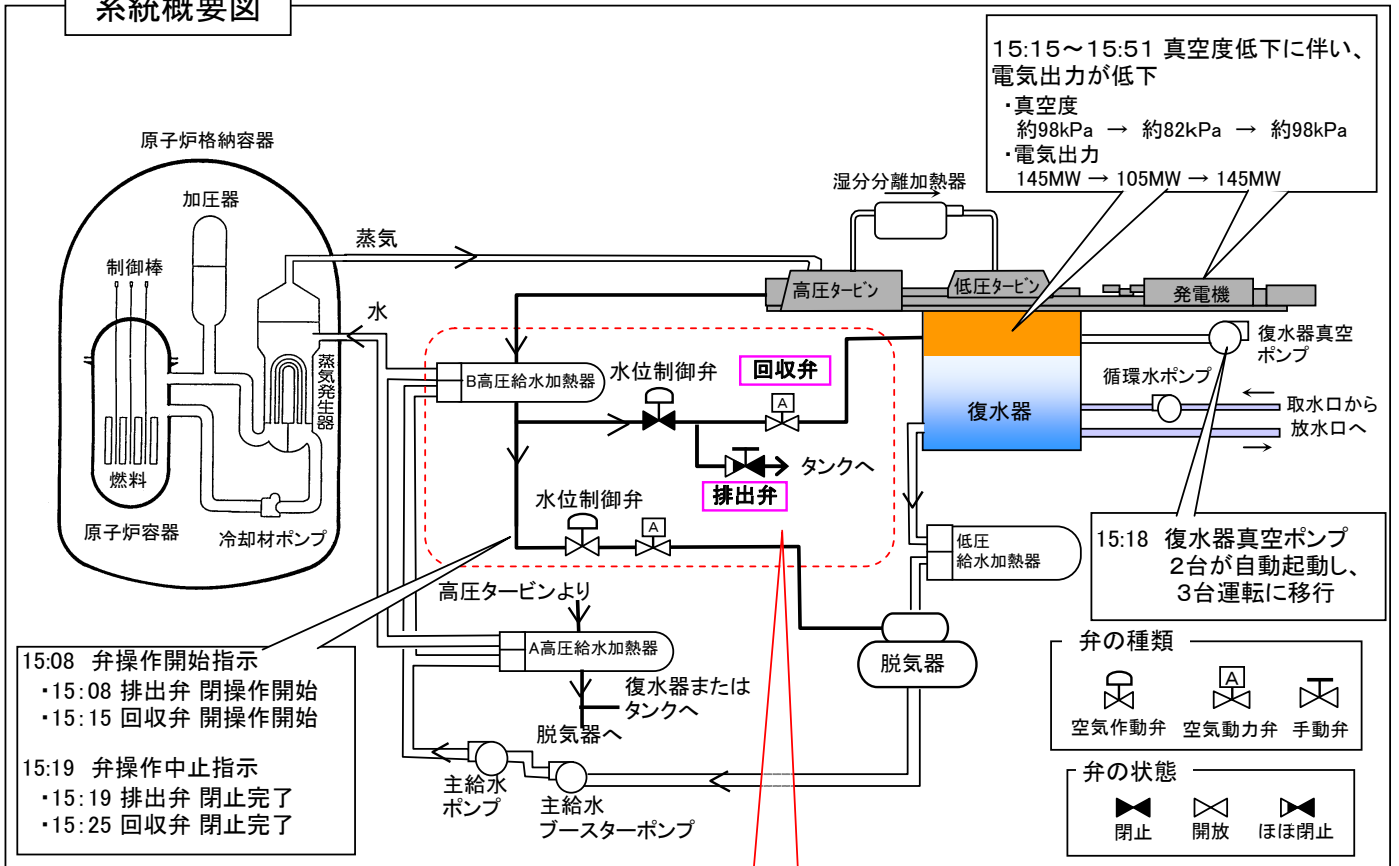 系統概要図
15:15～15:51 真空度低下に伴い、
電気出力が低下
・真空度
約98kPa → 約82kPa → 約98kPa
・電気出力
145MW → 105MW → 145MW
原子炉格納容器
加圧器
制御棒
蒸気
水
蒸気発生器
燃料
原子炉容器
冷却材ポンプ
湿分分離加熱器
高圧タービン
低圧タービン
発電機
復水器真空
ポンプ
循環水ポンプ
取水口から
放水口へ
復水器
B高圧給水加熱器
水位制御弁
回収弁
A
タンクへ
排出弁
水位制御弁
A
低圧
給水加熱器
15:18 復水器真空ポンプ
2台が自動起動し、
3台運転に移行
高圧タービンより
A高圧給水加熱器
復水器または
タンクへ
脱気器へ
脱気器
主給水
ポンプ
主給水
ブースターポンプ
15:08 弁操作開始指示
・15:08 排出弁 閉操作開始
・15:15 回収弁 開操作開始
15:19 弁操作中止指示
・15:19 排出弁 閉止完了
・15:25 回収弁 閉止完了
弁の種類
A
空気作動弁 空気動力弁 手動弁
弁の状態
閉止 開放 ほぼ閉止